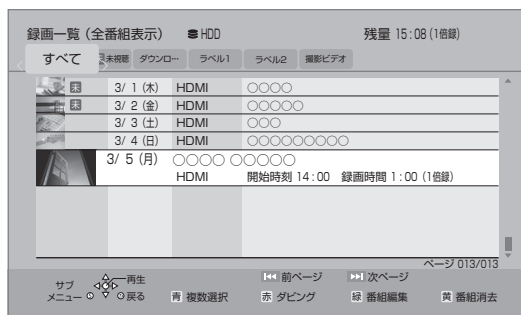 録画一覧（全番組表示） HDD 残量 15:08（1倍録）
すべて 未視聴 ダウンロ… ラベル1 ラベル2 撮影ビデオ
未 3/ 1（木） HDMI ○○○○
未 3/ 2（金） HDMI ○○○○○
3/ 3（土） HDMI ○○○
3/ 4（日） HDMI ○○○○○○○○○
3/ 5（月） ○○○○ ○○○○○
HDMI 開始時刻 14:00 録画時間 1:00（1倍録）
ページ 013/013
サブメニュー 再生 戻る 前ページ 次ページ
青 複数選択 赤 ダビング 緑 番組編集 黄 番組消去